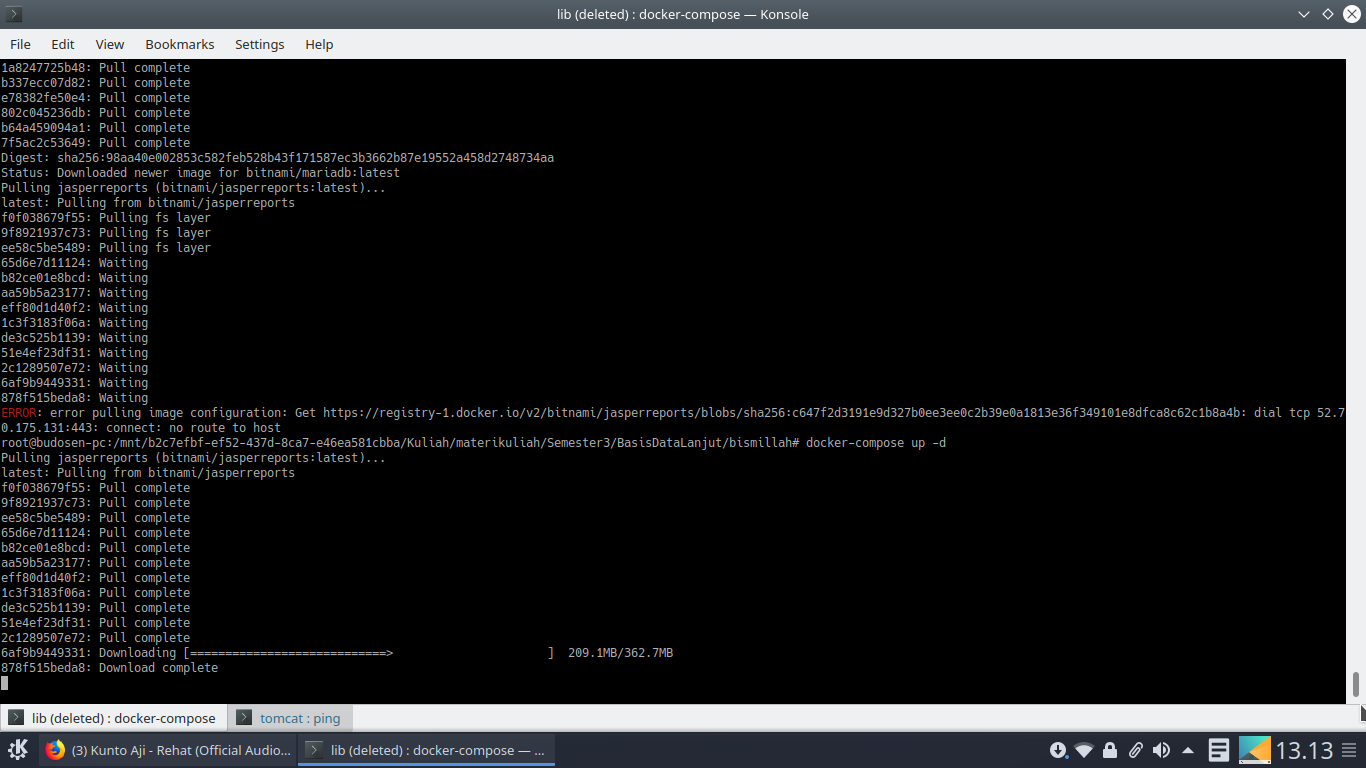 lib (deleted) : docker-compose — Konsole
File Edit View Bookmarks Settings Help
1a8247725b48: Pull complete
b337ecc07d82: Pull complete
e78382fe50e4: Pull complete
802c045236db: Pull complete
b64a459094a1: Pull complete
7f5ac2c53649: Pull complete
Digest: sha256:98aa40e002853c582feb528b43f171587ec3b3662b87e19552a458d2748734aa
Status: Downloaded newer image for bitnami/mariadb:latest
Pulling jasperreports (bitnami/jasperreports:latest)...
latest: Pulling from bitnami/jasperreports
f0f038679f55: Pulling fs layer
9f8921937c73: Pulling fs layer
ee58c5be5489: Pulling fs layer
65d6e7d11124: Waiting
b82ce01e8bcd: Waiting
aa59b5a23177: Waiting
eff80d1d40f2: Waiting
1c3f3183f06a: Waiting
de3c525b1139: Waiting
51e4ef23df31: Waiting
2c1289507e72: Waiting
6af9b9449331: Waiting
878f515beda8: Waiting
ERROR: error pulling image configuration: Get https://registry-1.docker.io/v2/bitnami/jasperreports/blobs/sha256:c647f2d3191e9d327b0ee3ee0c2b39e0a1813e36f349101e8dfca8c62c1b8a4b: dial tcp 52.7
0.175.131:443: connect: no route to host
root@budosen-pc:/mnt/b2c7efbf-ef52-437d-8ca7-e46ea581cbba/Kuliah/materikuliah/Semester3/BasisDataLanjut/bismillah# docker-compose up -d
Pulling jasperreports (bitnami/jasperreports:latest)...
latest: Pulling from bitnami/jasperreports
f0f038679f55: Pull complete
9f8921937c73: Pull complete
ee58c5be5489: Pull complete
65d6e7d11124: Pull complete
b82ce01e8bcd: Pull complete
aa59b5a23177: Pull complete
eff80d1d40f2: Pull complete
1c3f3183f06a: Pull complete
de3c525b1139: Pull complete
51e4ef23df31: Pull complete
2c1289507e72: Pull complete
6af9b9449331: Downloading [============================>                      ]  209.1MB/362.7MB
878f515beda8: Download complete
lib (deleted) : docker-compose tomcat : ping
(3) Kunto Aji - Rehat (Official Audio... lib (deleted) : docker-compose — ... 13.13